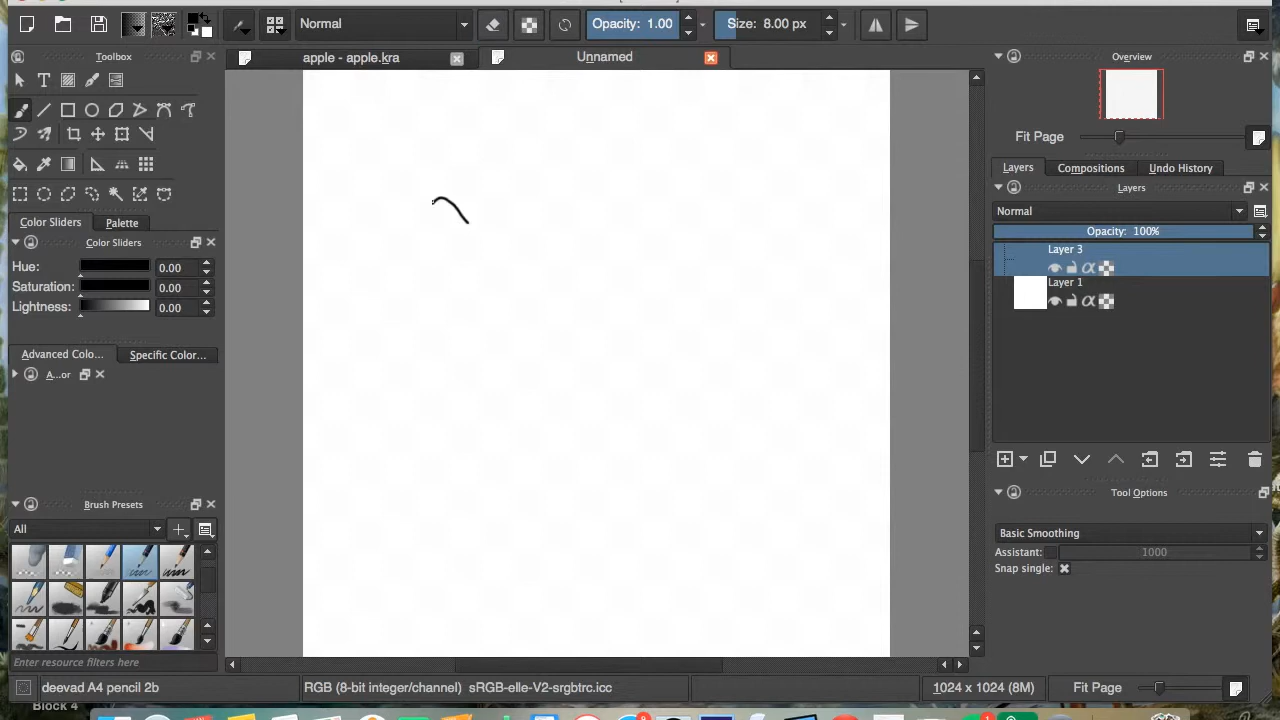 Normal
Opacity: 1.00
Size: 8.00 px
Toolbox
apple - apple.kra
Unnamed
Overview
Fit Page
Layers
Compositions
Undo History
Layers
Normal
Opacity: 100%
Layer 3
Layer 1
Color Sliders
Palette
Color Sliders
Hue:
0.00
Saturation:
0.00
Lightness:
0.00
Advanced Colo...
Specific Color...
A...or
Brush Presets
All
Enter resource filters here
Tool Options
Basic Smoothing
Assistant:
1000
Snap single:
deevad A4 pencil 2b
RGB (8-bit integer/channel) sRGB-elle-V2-srgbtrc.icc
1024 x 1024 (8M)
Fit Page
Block 4